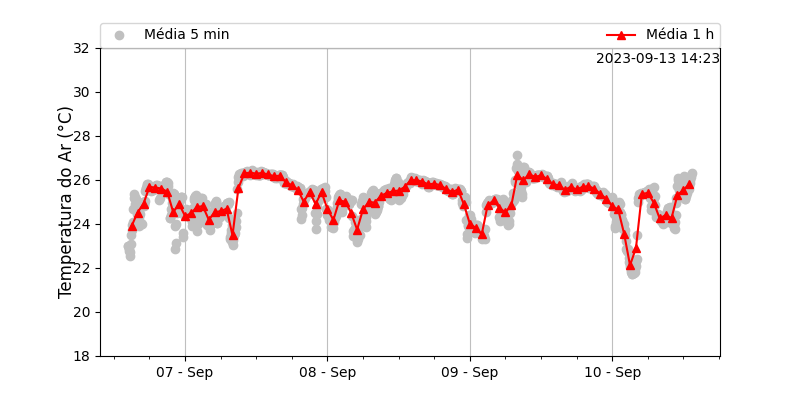 Média 5 min
Média 1 h
2023-09-13 14:23
Temperatura do Ar (°C)
32
30
28
26
24
22
20
18
07 - Sep
08 - Sep
09 - Sep
10 - Sep